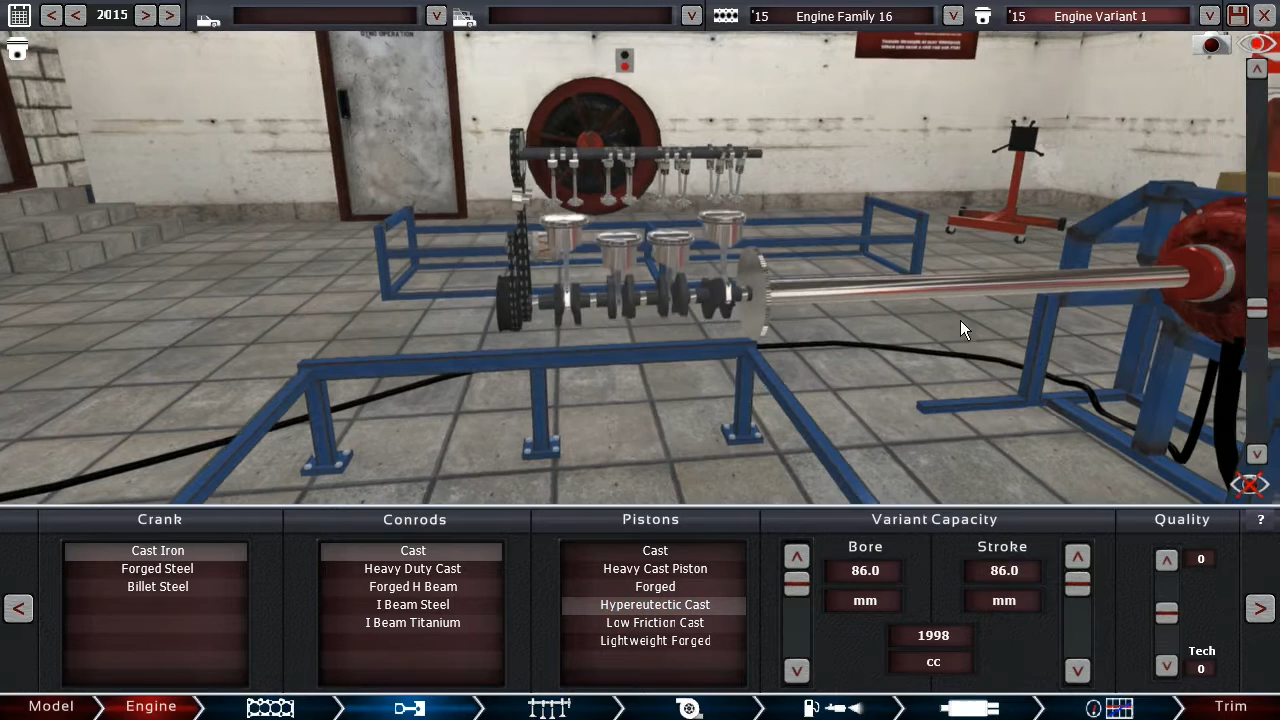 2015
'15 Engine Family 16
'15 Engine Variant 1
Crank
Cast Iron
Forged Steel
Billet Steel
Conrods
Cast
Heavy Duty Cast
Forged H Beam
I Beam Steel
I Beam Titanium
Pistons
Cast
Heavy Cast Piston
Forged
Hypereutectic Cast
Low Friction Cast
Lightweight Forged
Variant Capacity
Bore
86.0
mm
Stroke
86.0
mm
1998
cc
Quality
?
0
Tech
0
Model
Engine
Trim